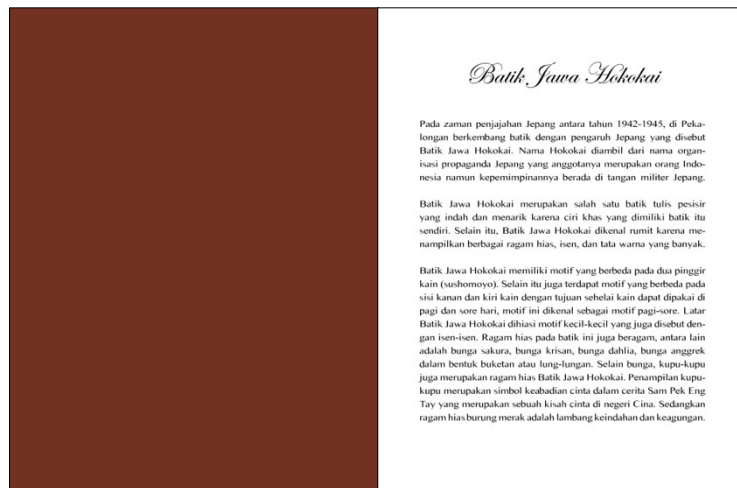 Batik Jawa Hokokai
Pada zaman penjajahan Jepang antara tahun 1942-1945, di Peka-
longan berkembang batik dengan pengaruh Jepang yang disebut
Batik Jawa Hokokai. Nama Hokokai diambil dari nama organ-
isasi propaganda Jepang yang anggotanya merupakan orang Indo-
nesia namun kepemimpinannya berada di tangan militer Jepang.
Batik Jawa Hokokai merupakan salah satu batik tulis pesisir
yang indah dan menarik karena ciri khas yang dimiliki batik itu
sendiri. Selain itu, Batik Jawa Hokokai dikenal rumit karena me-
nampilkan berbagai ragam hias, isen, dan tata warna yang banyak.
Batik Jawa Hokokai memiliki motif yang berbeda pada dua pinggir
kain (sushomoyo). Selain itu juga terdapat motif yang berbeda pada
sisi kanan dan kiri kain dengan tujuan sehelai kain dapat dipakai di
pagi dan sore hari, motif ini dikenal sebagai motif pagi-sore. Latar
Batik Jawa Hokokai dihiasi motif kecil-kecil yang juga disebut den-
gan isen-isen. Ragam hias pada batik ini juga beragam, antara lain
adalah bunga sakura, bunga krisan, bunga dahlia, bunga anggrek
dalam bentuk buketan atau lung-lungan. Selain bunga, kupu-kupu
juga merupakan ragam hias Batik Jawa Hokokai. Penampilan kupu-
kupu merupakan simbol keabadian cinta dalam cerita Sam Pek Eng
Tay yang merupakan sebuah kisah cinta di negeri Cina. Sedangkan
ragam hias burung merak adalah lambang keindahan dan keagungan.